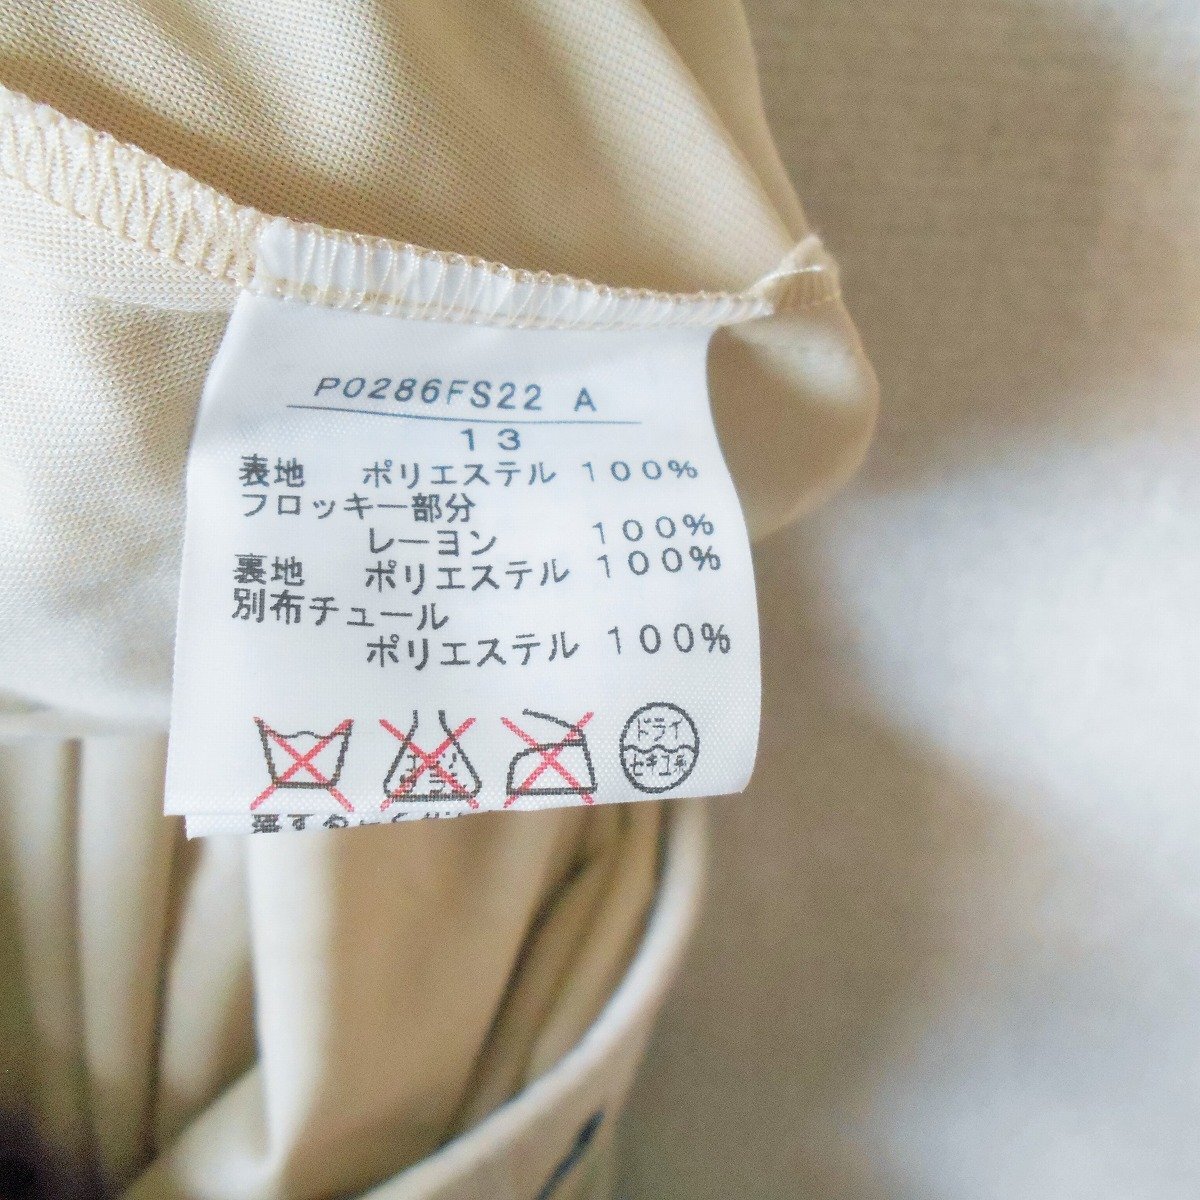 P0286FS22 A
13
表地 ポリエステル 100%
フロッキー部分
レーヨン 100%
裏地 ポリエステル 100%
別布チュール
ポリエステル 100%
ドライ
セキユ系